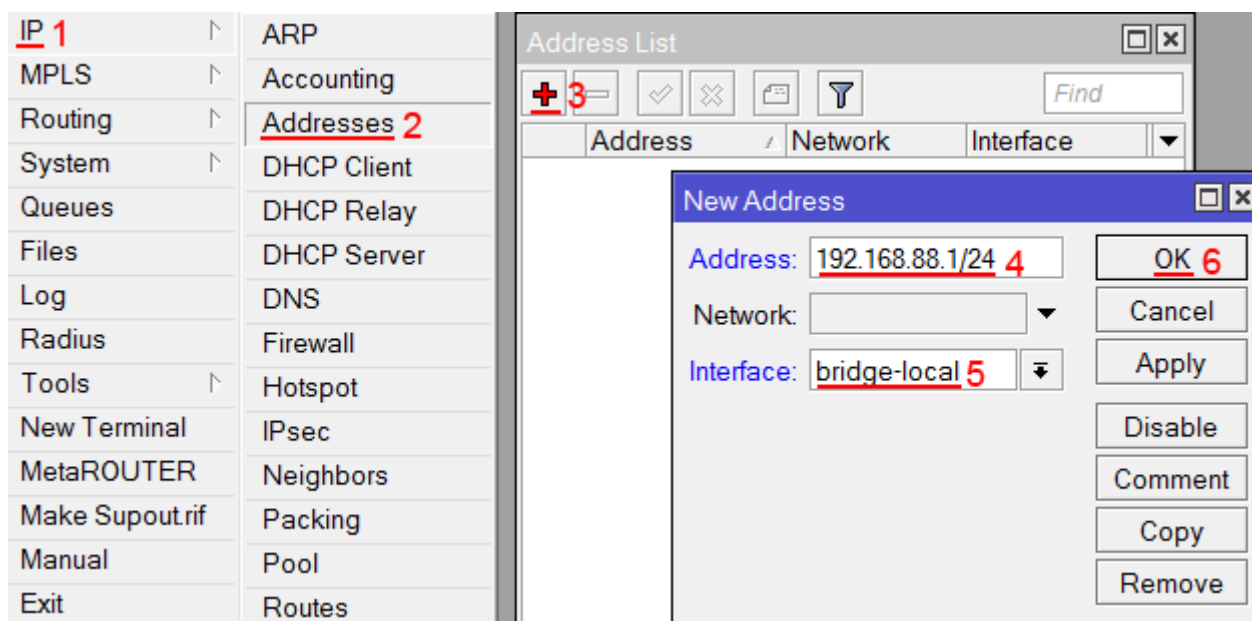 IP 1
MPLS
Routing
System
Queues
Files
Log
Radius
Tools
New Terminal
MetaROUTER
Make Supout.rif
Manual
Exit
ARP
Accounting
Addresses 2
DHCP Client
DHCP Relay
DHCP Server
DNS
Firewall
Hotspot
IPsec
Neighbors
Packing
Pool
Routes
Address List
3
Find
Address Network Interface
New Address
Address: 192.168.88.1/24 4
Network:
Interface: bridge-local 5
OK 6
Cancel
Apply
Disable
Comment
Copy
Remove